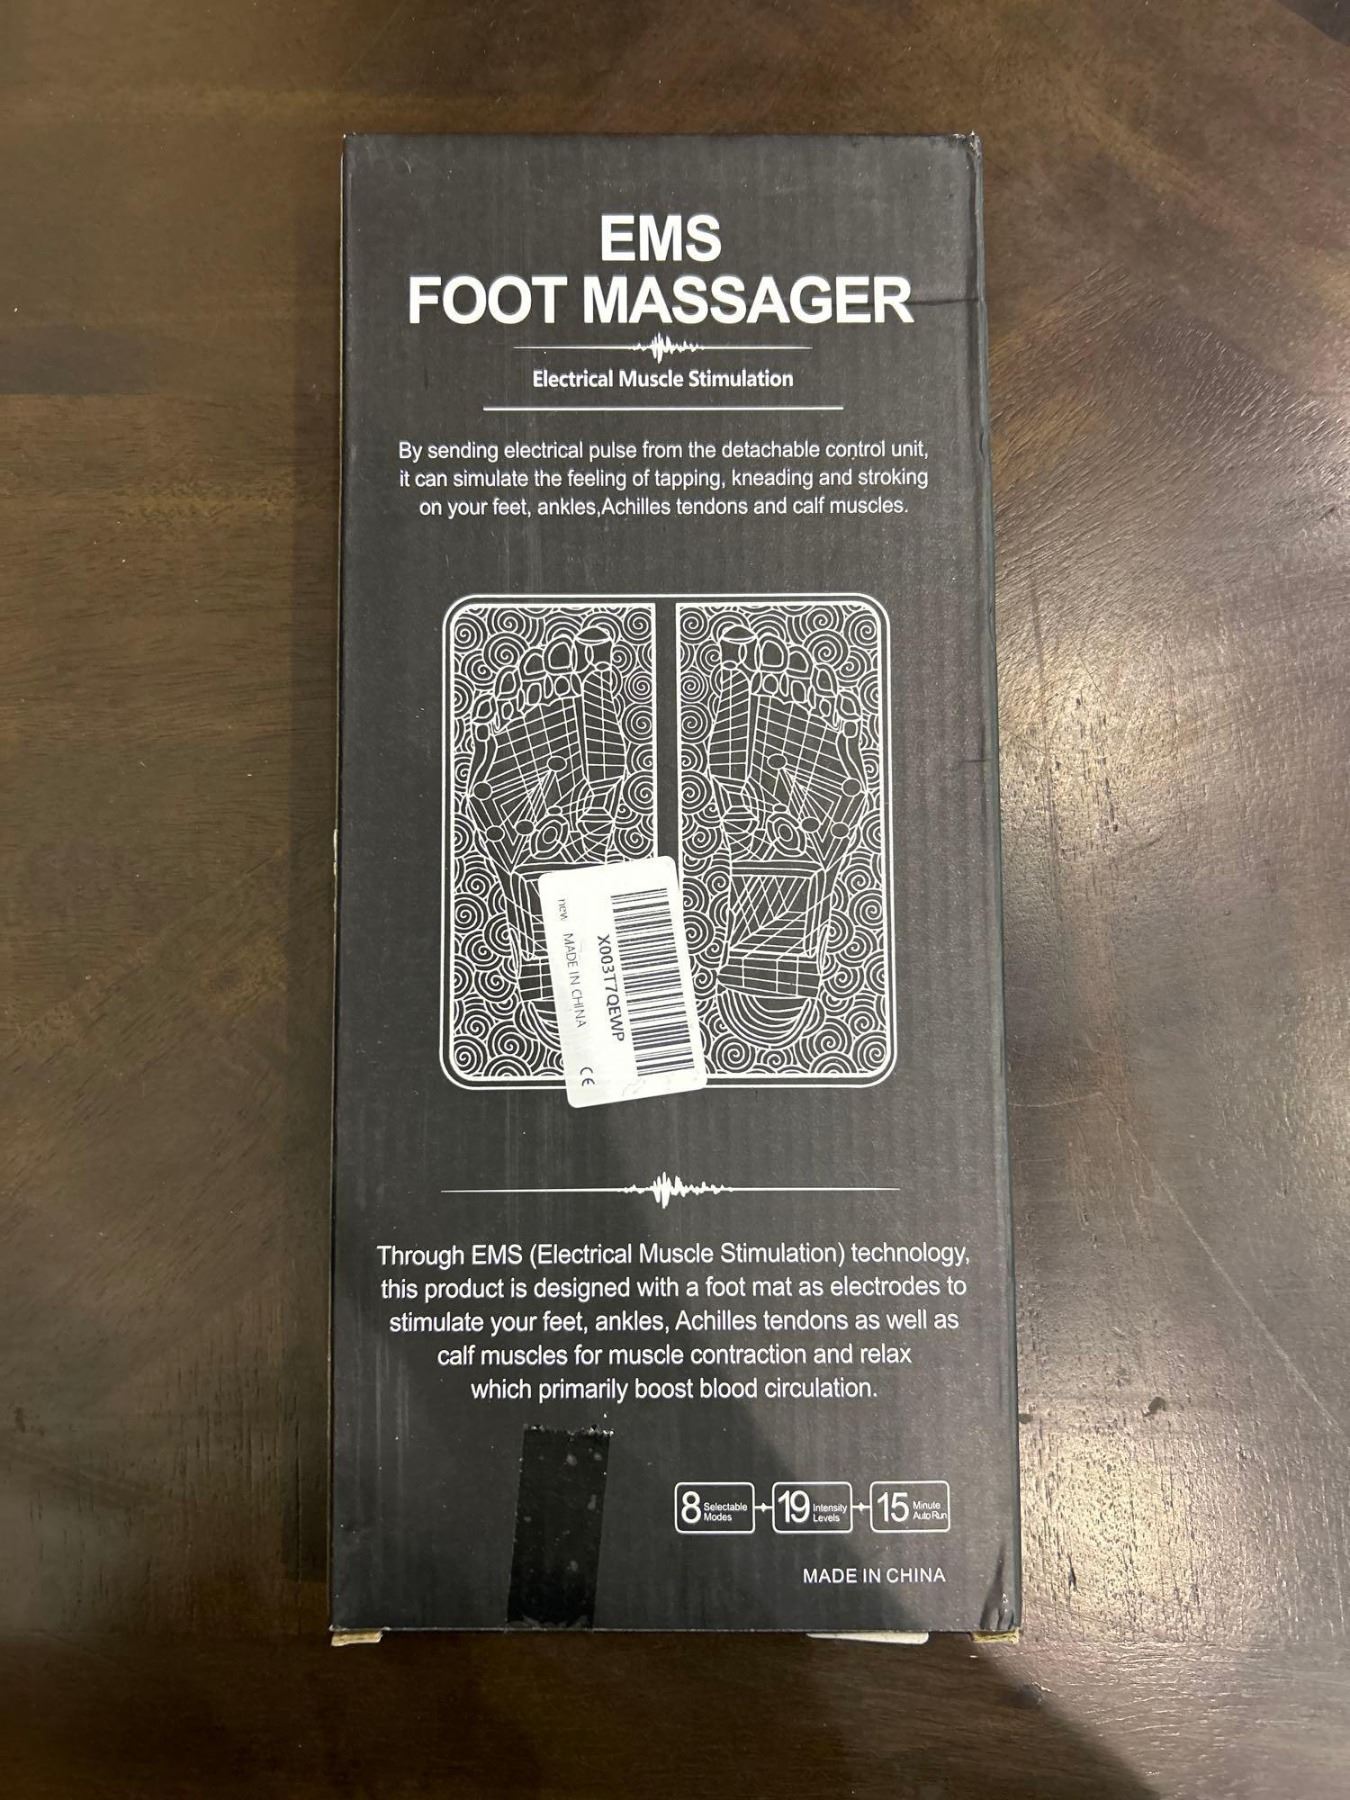 EMS
FOOT MASSAGER
Electrical Muscle Stimulation
By sending electrical pulse from the detachable control unit,
it can simulate the feeling of tapping, kneading and stroking
on your feet, ankles,Achilles tendons and calf muscles.
X003T7QEWP
new MADE IN CHINA
CE
Through EMS (Electrical Muscle Stimulation) technology,
this product is designed with a foot mat as electrodes to
stimulate your feet, ankles, Achilles tendons as well as
calf muscles for muscle contraction and relax
which primarily boost blood circulation.
8 Selectable Modes
19 Intensity Levels
15 Minute Auto Run
MADE IN CHINA